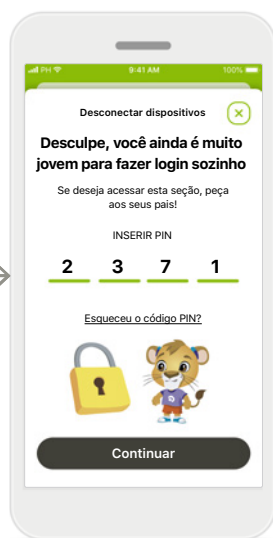 PH 9:41 AM 100%
Desconectar dispositivos
Desculpe, você ainda é muito
jovem para fazer login sozinho
Se deseja acessar esta seção, peça
aos seus pais!
INSERIR PIN
2 3 7 1
Esqueceu o código PIN?
Continuar